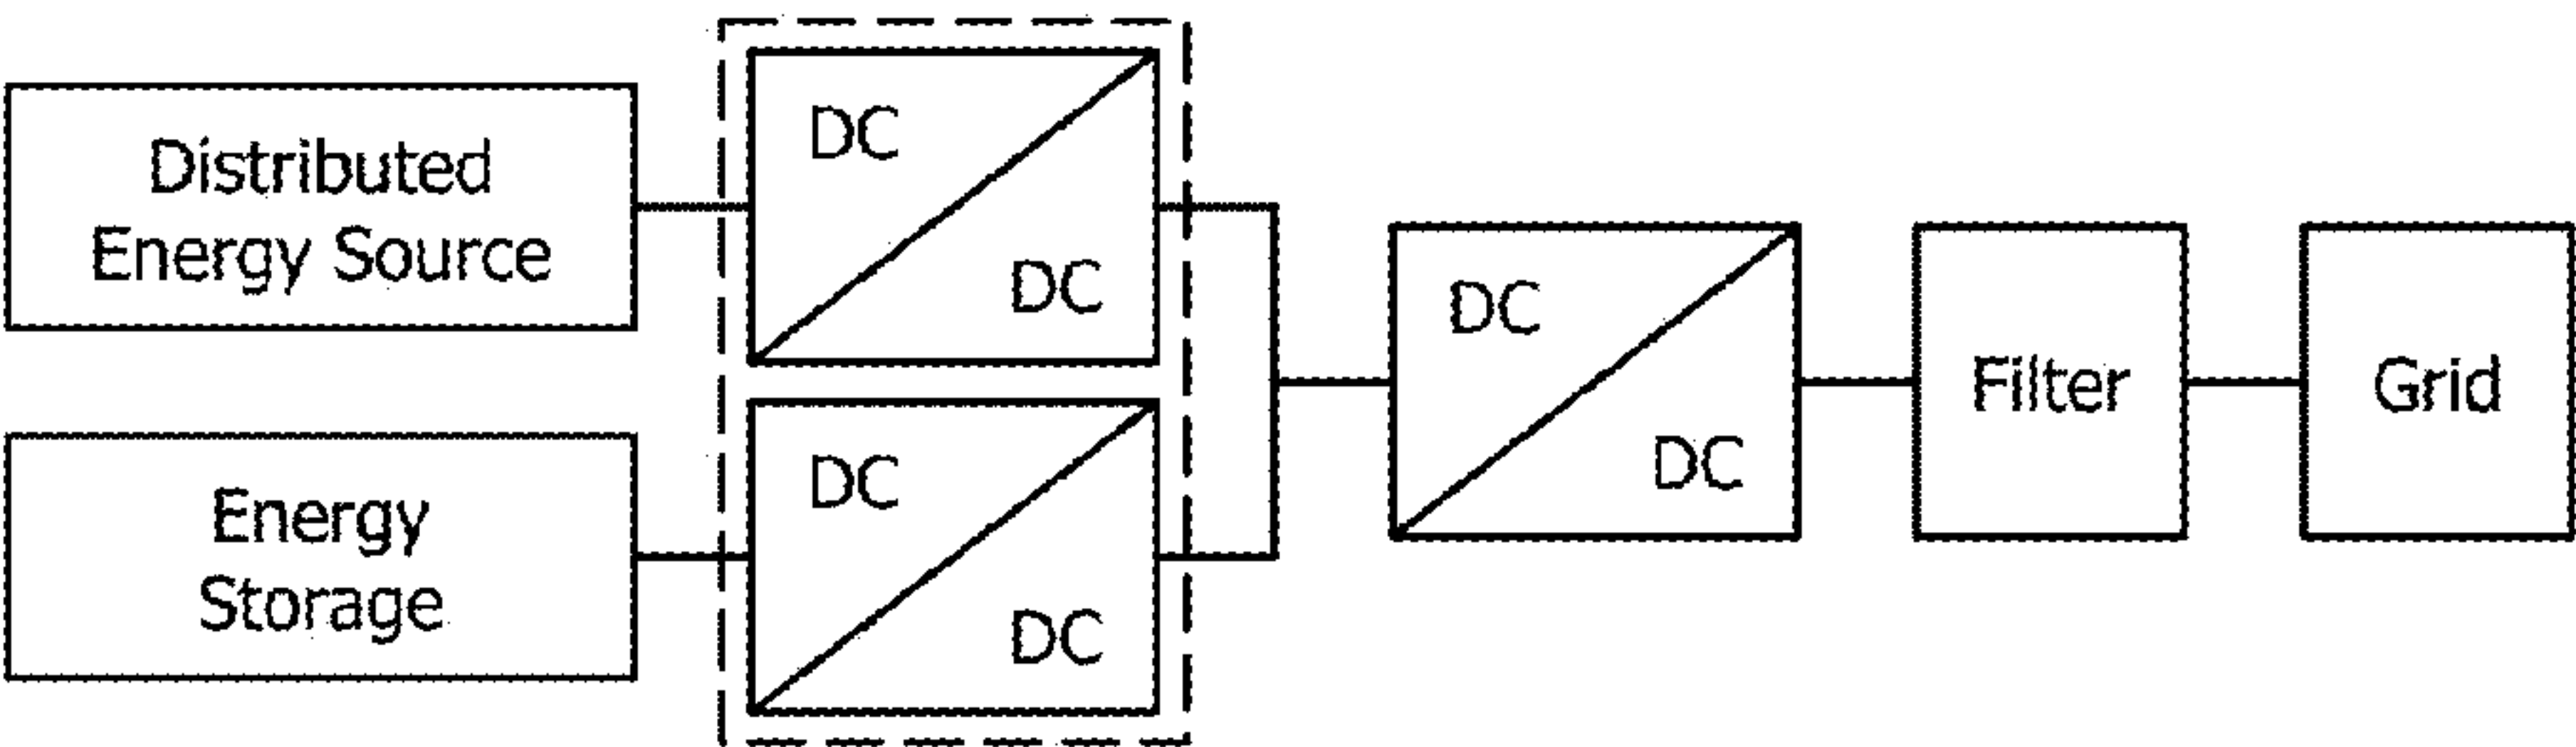 Distributed
Energy Source
DC
DC
Energy
Storage
DC
DC
DC
DC
Filter
Grid